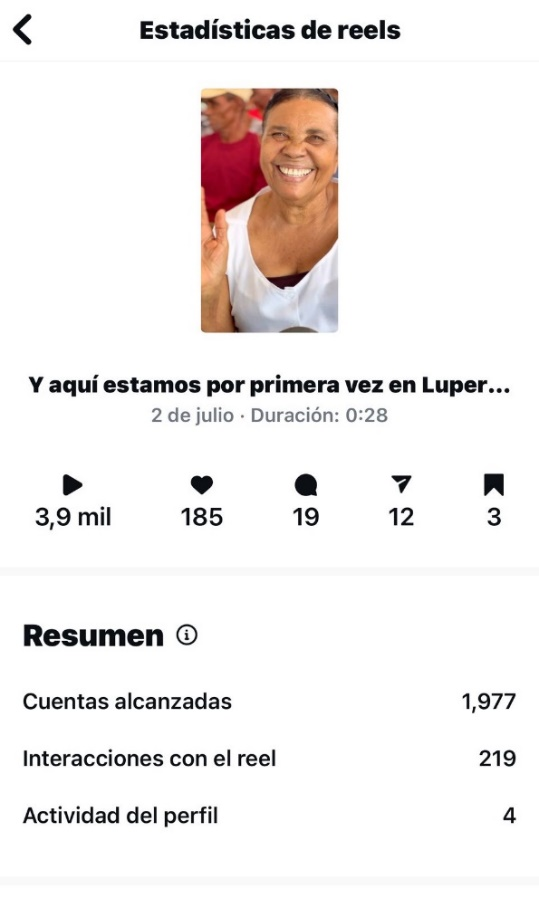 Estadísticas de reels
Y aquí estamos por primera vez en Luper...
2 de julio · Duración: 0:28
3,9 mil 185 19 12 3
Resumen
Cuentas alcanzadas 1,977
Interacciones con el reel 219
Actividad del perfil 4